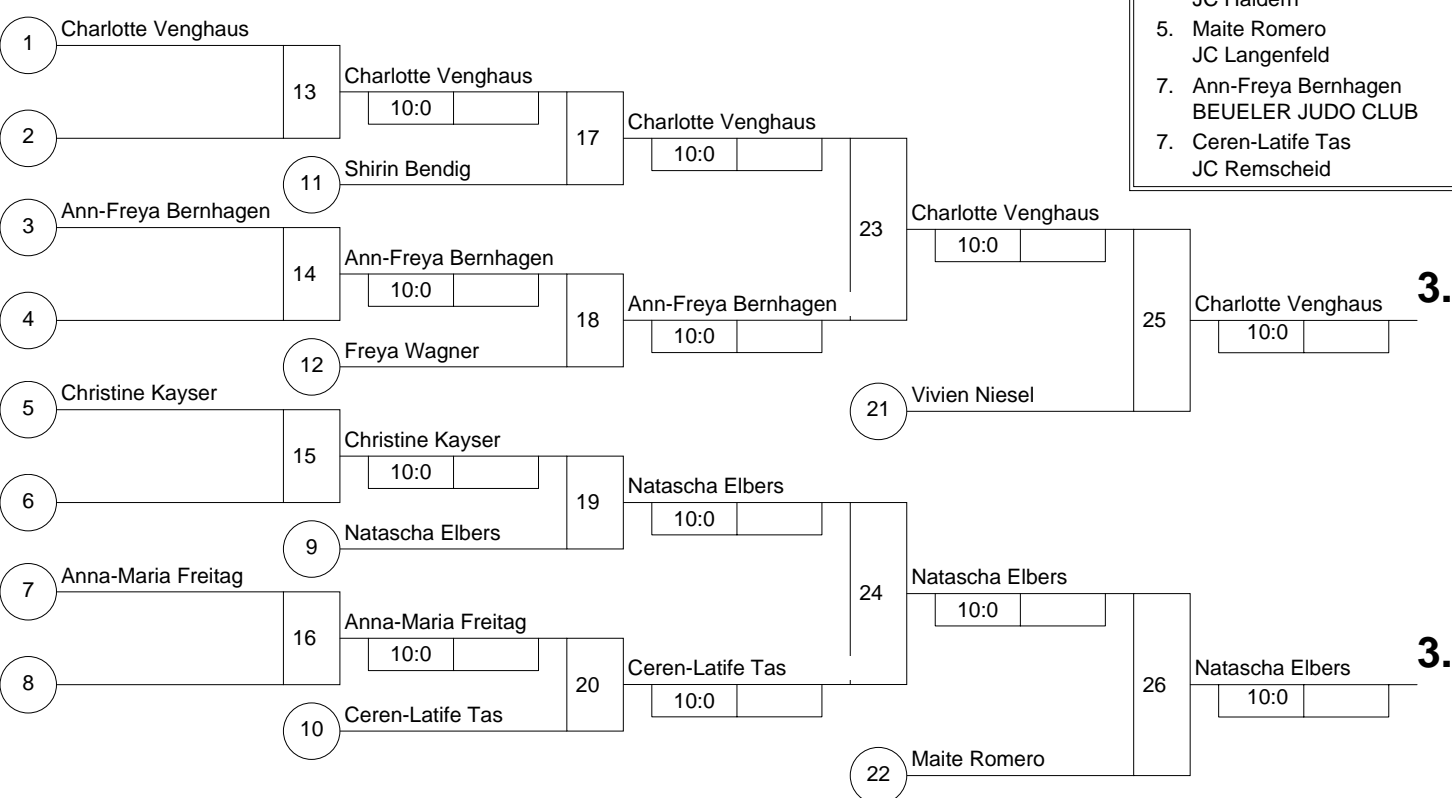 JC Haldern
5. Maite Romero
JC Langenfeld
7. Ann-Freya Bernhagen
BEUELER JUDO CLUB
7. Ceren-Latife Tas
JC Remscheid
1 Charlotte Venghaus
2
13 Charlotte Venghaus
10:0
11 Shirin Bendig
17 Charlotte Venghaus
10:0
3 Ann-Freya Bernhagen
4
14 Ann-Freya Bernhagen
10:0
12 Freya Wagner
18 Ann-Freya Bernhagen
10:0
23 Charlotte Venghaus
10:0
21 Vivien Niesel
25 Charlotte Venghaus 3.
10:0
5 Christine Kayser
6
15 Christine Kayser
10:0
9 Natascha Elbers
19 Natascha Elbers
10:0
7 Anna-Maria Freitag
8
16 Anna-Maria Freitag
10:0
10 Ceren-Latife Tas
20 Ceren-Latife Tas
10:0
24 Natascha Elbers
10:0
22 Maite Romero
26 Natascha Elbers 3.
10:0